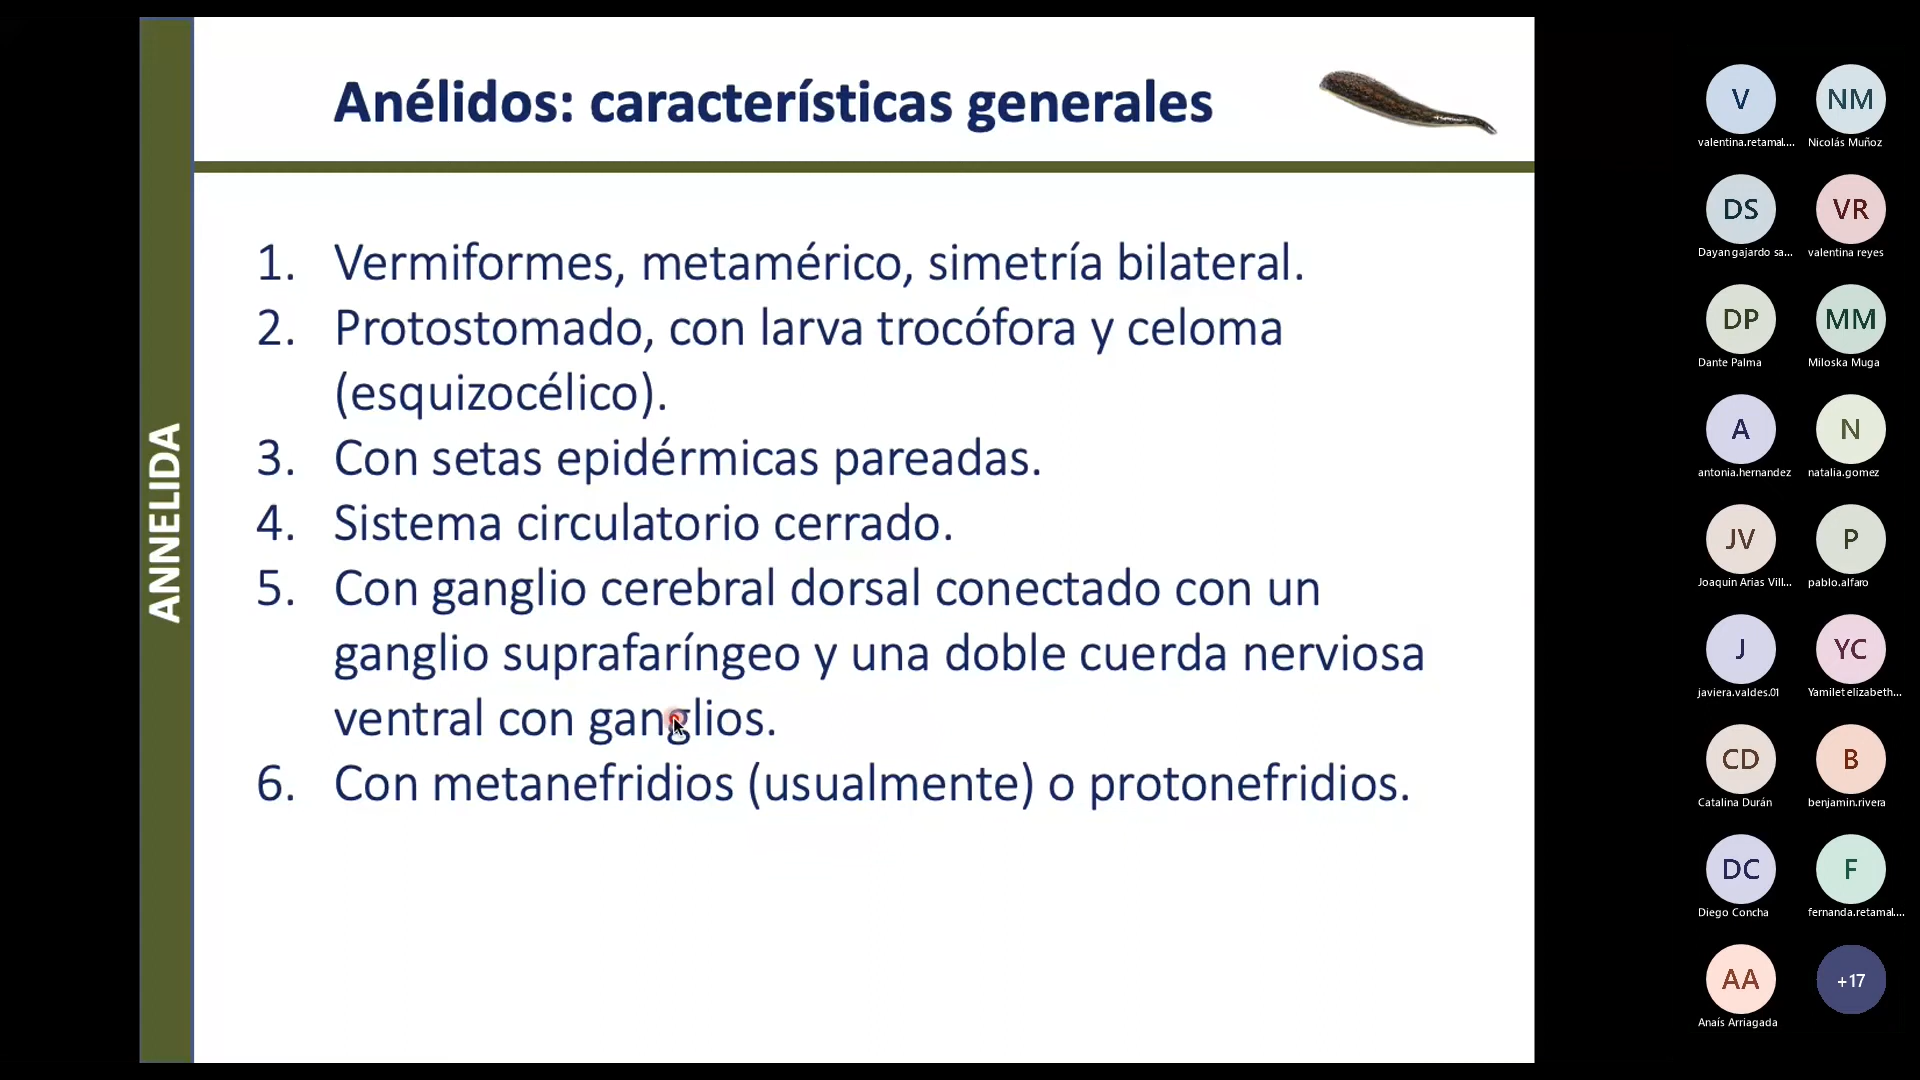 ANNELIDA
Anélidos: características generales
1. Vermiformes, metamérico, simetría bilateral.
2. Protostomado, con larva trocófora y celoma
(esquizocélico).
3. Con setas epidérmicas pareadas.
4. Sistema circulatorio cerrado.
5. Con ganglio cerebral dorsal conectado con un
ganglio suprafaríngeo y una doble cuerda nerviosa
ventral con ganglios.
6. Con metanefridios (usualmente) o protonefridios.
V NM
valentina.retamal.... Nicolás Muñoz
DS VR
Dayan gajardo sa... valentina reyes
DP MM
Dante Palma Miloska Muga
A N
antonia.hernandez natalia.gomez
JV P
Joaquin Arias Vill... pablo.alfaro
J YC
javiera.valdes.01 Yamilet elizabeth...
CD B
Catalina Durán benjamin.rivera
DC F
Diego Concha fernanda.retamal....
AA +17
Anaís Arriagada